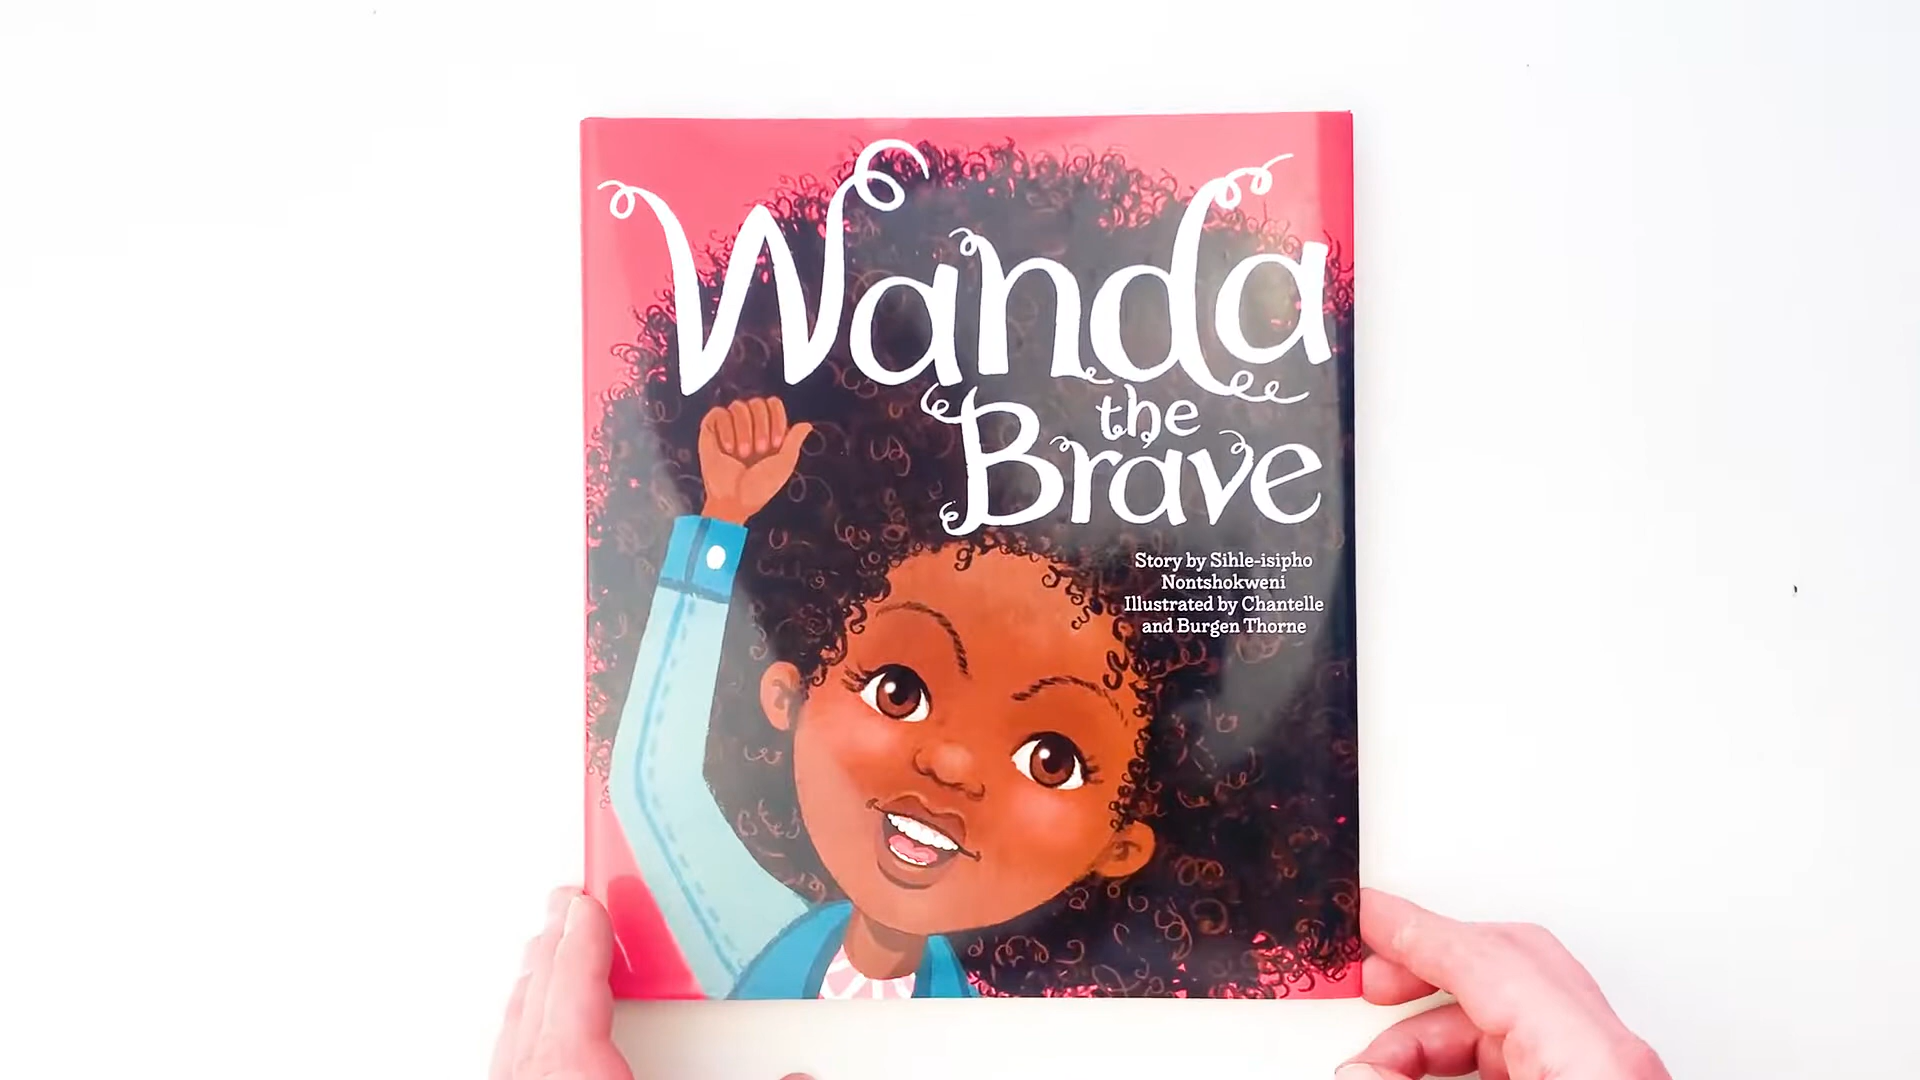 Wanda
the
Brave
Story by Sihle-isipho
Nontshokweni
Illustrated by Chantelle
and Burgen Thorne